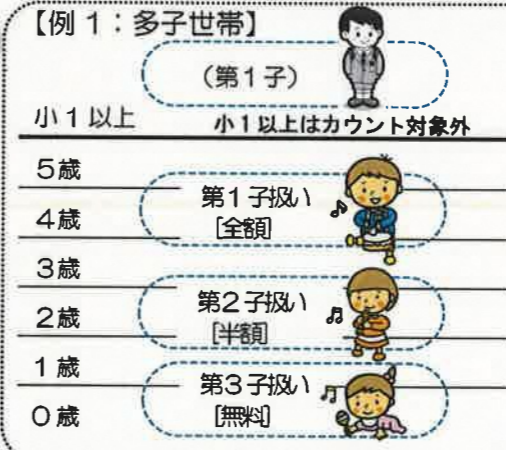 【例1：多子世帯】
（第1子）
小1以上
小1以上はカウント対象外
5歳
第1子扱い
4歳
[全額]
3歳
第2子扱い
2歳
[半額]
1歳
第3子扱い
0歳
[無料]